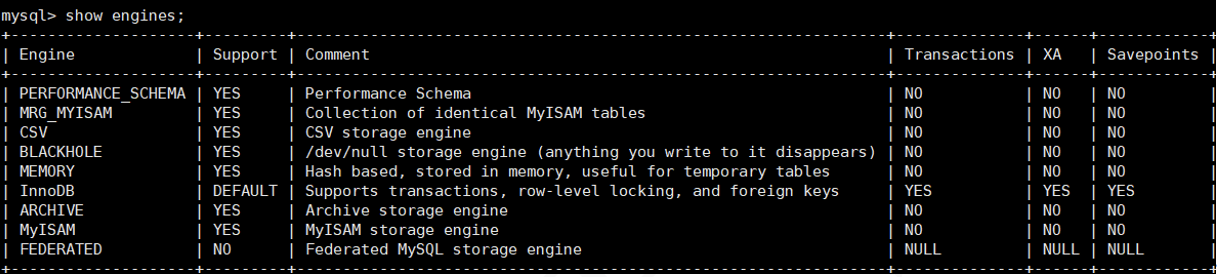 mysql> show engines;
+--------------------+---------+----------------------------------------------------------------+--------------+------+------------+
| Engine             | Support | Comment                                                        | Transactions | XA   | Savepoints |
+--------------------+---------+----------------------------------------------------------------+--------------+------+------------+
| PERFORMANCE_SCHEMA | YES     | Performance Schema                                             | NO           | NO   | NO         |
| MRG_MYISAM         | YES     | Collection of identical MyISAM tables                          | NO           | NO   | NO         |
| CSV                | YES     | CSV storage engine                                             | NO           | NO   | NO         |
| BLACKHOLE          | YES     | /dev/null storage engine (anything you write to it disappears) | NO           | NO   | NO         |
| MEMORY             | YES     | Hash based, stored in memory, useful for temporary tables      | NO           | NO   | NO         |
| InnoDB             | DEFAULT | Supports transactions, row-level locking, and foreign keys     | YES          | YES  | YES        |
| ARCHIVE            | YES     | Archive storage engine                                         | NO           | NO   | NO         |
| MyISAM             | YES     | MyISAM storage engine                                          | NO           | NO   | NO         |
| FEDERATED          | NO      | Federated MySQL storage engine                                 | NULL         | NULL | NULL       |
+--------------------+---------+----------------------------------------------------------------+--------------+------+------------+